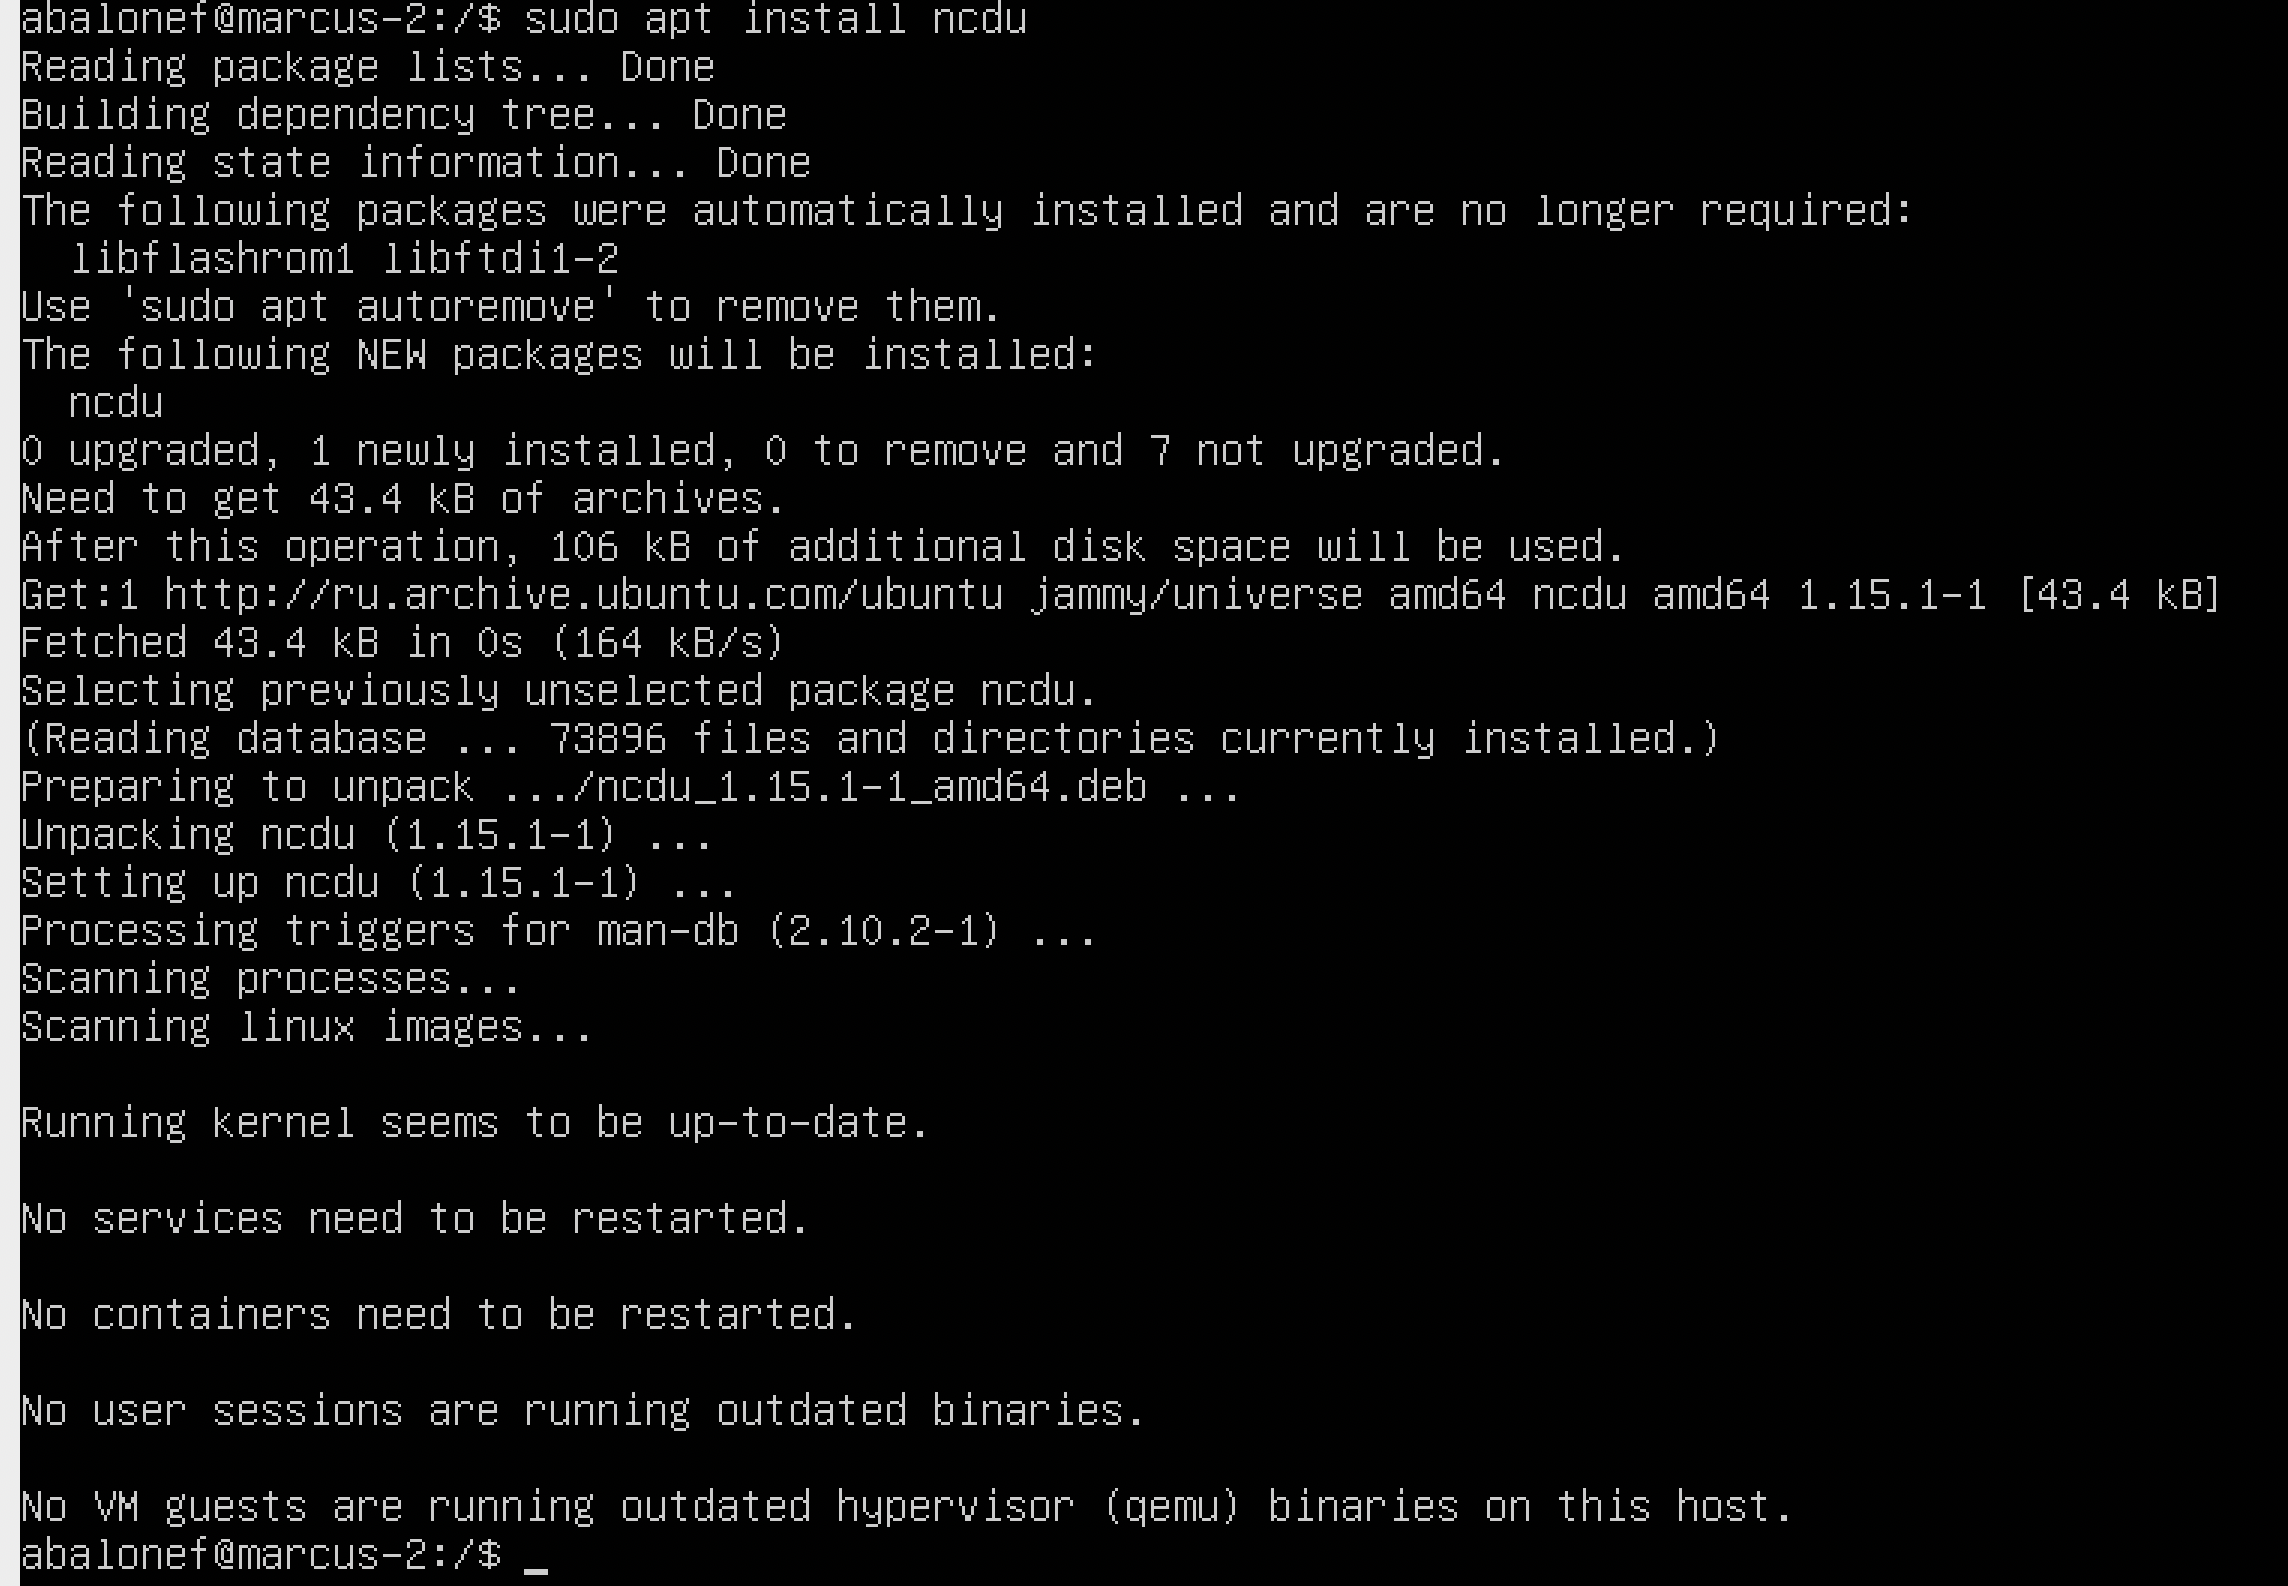 abalonef@marcus-2:/$ sudo apt install ncdu
Reading package lists... Done
Building dependency tree... Done
Reading state information... Done
The following packages were automatically installed and are no longer required:
  libflashrom1 libftdi1-2
Use 'sudo apt autoremove' to remove them.
The following NEW packages will be installed:
  ncdu
0 upgraded, 1 newly installed, 0 to remove and 7 not upgraded.
Need to get 43.4 kB of archives.
After this operation, 106 kB of additional disk space will be used.
Get:1 http://ru.archive.ubuntu.com/ubuntu jammy/universe amd64 ncdu amd64 1.15.1-1 [43.4 kB]
Fetched 43.4 kB in 0s (164 kB/s)
Selecting previously unselected package ncdu.
(Reading database ... 73896 files and directories currently installed.)
Preparing to unpack .../ncdu_1.15.1-1_amd64.deb ...
Unpacking ncdu (1.15.1-1) ...
Setting up ncdu (1.15.1-1) ...
Processing triggers for man-db (2.10.2-1) ...
Scanning processes...
Scanning linux images...

Running kernel seems to be up-to-date.

No services need to be restarted.

No containers need to be restarted.

No user sessions are running outdated binaries.

No VM guests are running outdated hypervisor (qemu) binaries on this host.
abalonef@marcus-2:/$ _